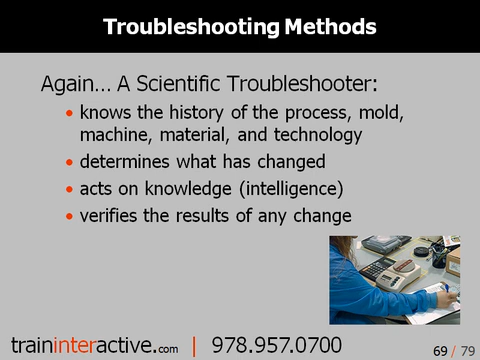 Troubleshooting Methods
Again... A Scientific Troubleshooter:
• knows the history of the process, mold,
machine, material, and technology
• determines what has changed
• acts on knowledge (intelligence)
• verifies the results of any change
traininteractive.com | 978.957.0700
69 / 79